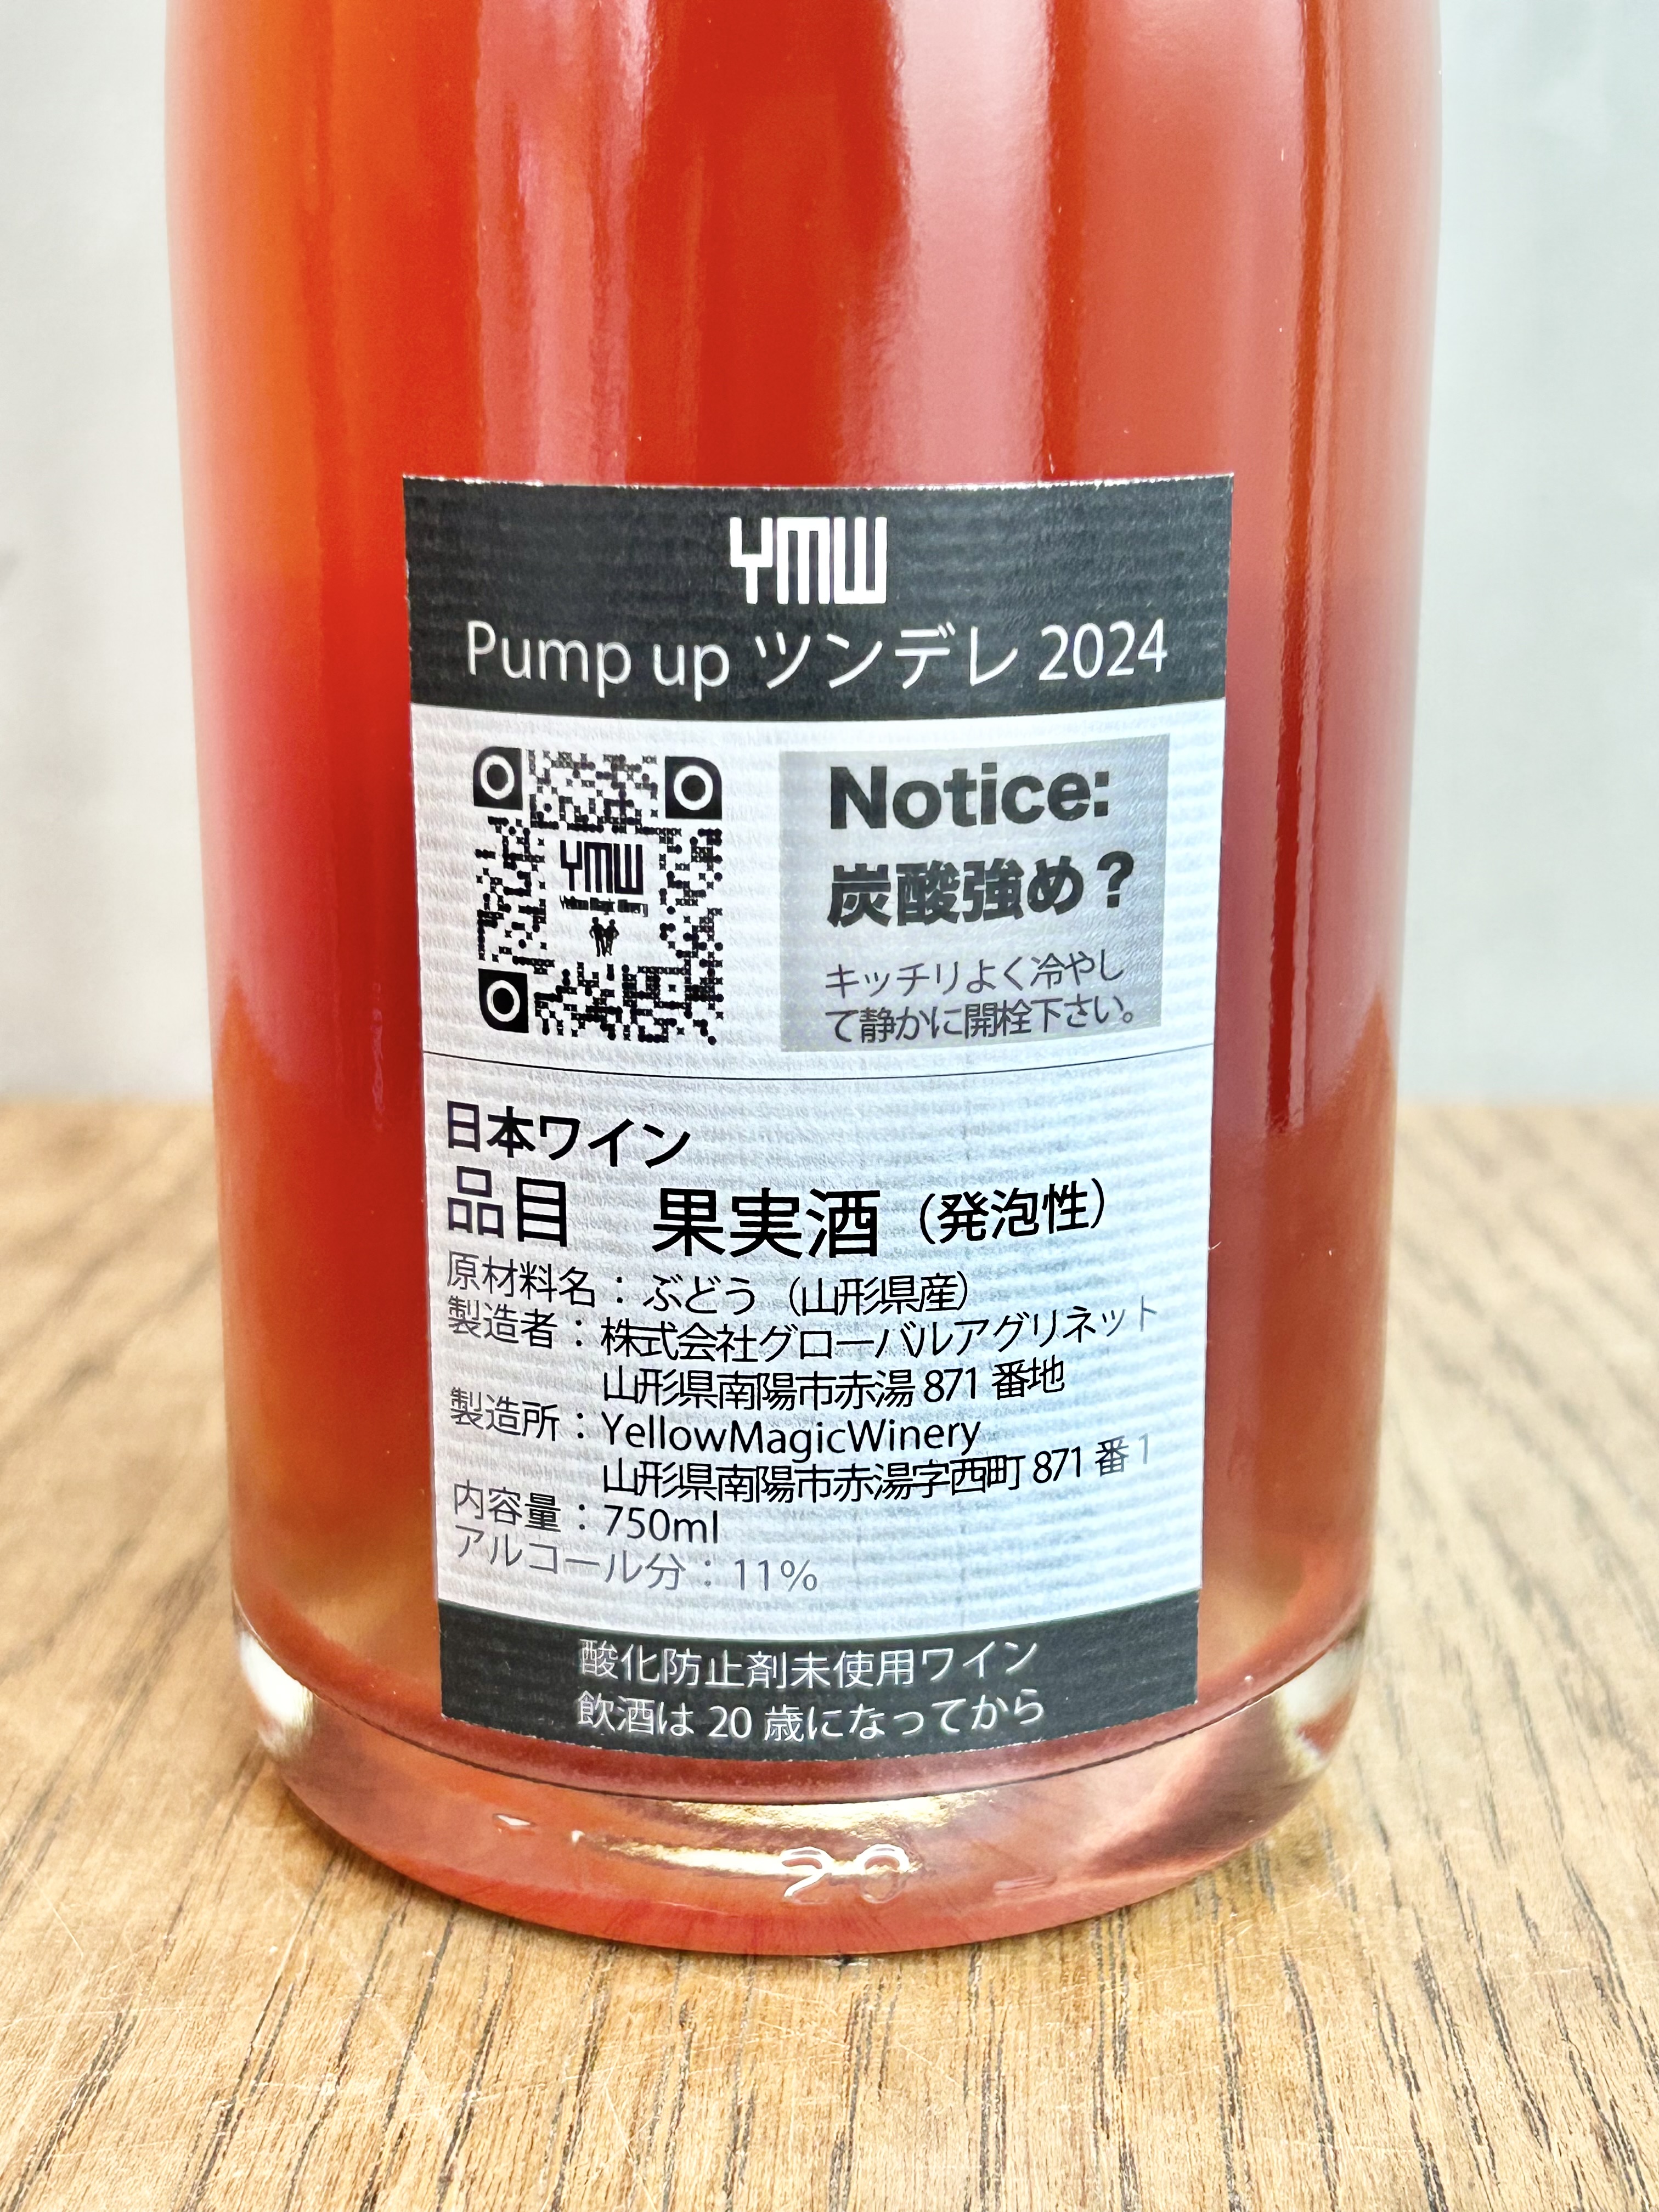 YMW
Pump up ツンデレ 2024
YMW
Yellow Magic Winery
Notice:
炭酸強め？
キッチリよく冷やし
て静かに開栓下さい。
日本ワイン
品目 果実酒（発泡性）
原材料名：ぶどう（山形県産）
製造者：株式会社グローバルアグリネット
山形県南陽市赤湯 871 番地
製造所：YellowMagicWinery
山形県南陽市赤湯字西町 871 番 1
内容量：750ml
アルコール分：11%
酸化防止剤未使用ワイン
飲酒は 20 歳になってから